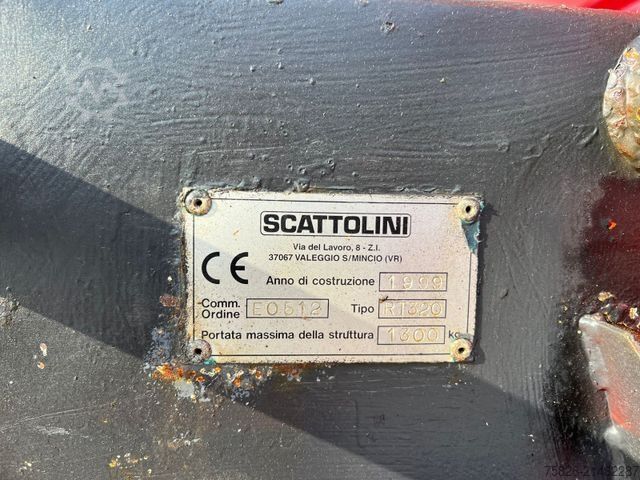 SCATTOLINI
Via del Lavoro, 8 - Z.I.
37067 VALEGGIO S/MINCIO (VR)
CE
Anno di costruzione 1999
Comm. Ordine E0512 Tipo RT320
Portata massima della struttura 1300 kg